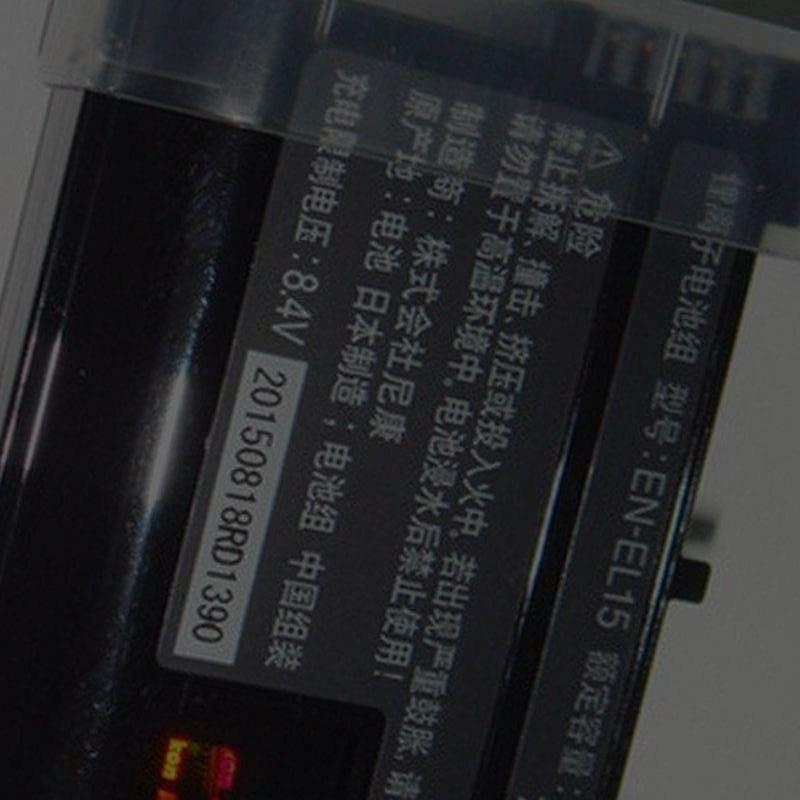 锂离子电池组 型号:EN-EL15 额定容量:
⚠危险
禁止拆解、撞击、挤压或投入火中。若出现严重鼓胀,请
请勿置于高温环境中。电池浸水后禁止使用!
制造商:株式会社尼康
原产地:电池 日本制造;电池组 中国组装
充电限制电压:8.4V
20150818RD1390